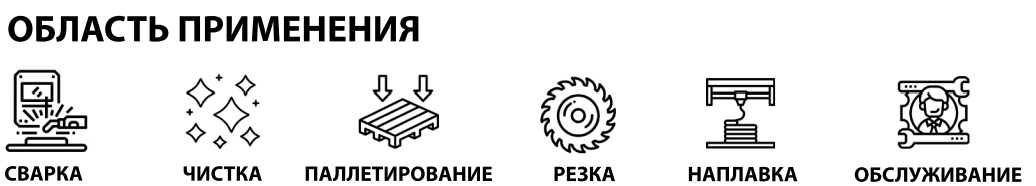 ОБЛАСТЬ ПРИМЕНЕНИЯ
СВАРКА ЧИСТКА ПАЛЛЕТИРОВАНИЕ РЕЗКА НАПЛАВКА ОБСЛУЖИВАНИЕ